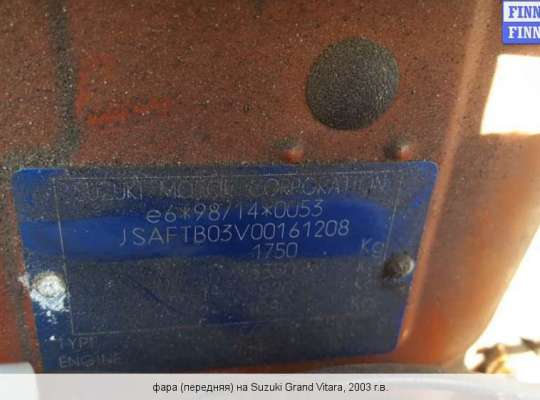 FINN
FINN
SUZUKI MOTOR CORPORATION
e6*98/14*0053
JSAFTB03V00161208
1750 Kg
TYPE
ENGINE
фара (передняя) на Suzuki Grand Vitara, 2003 г.в.